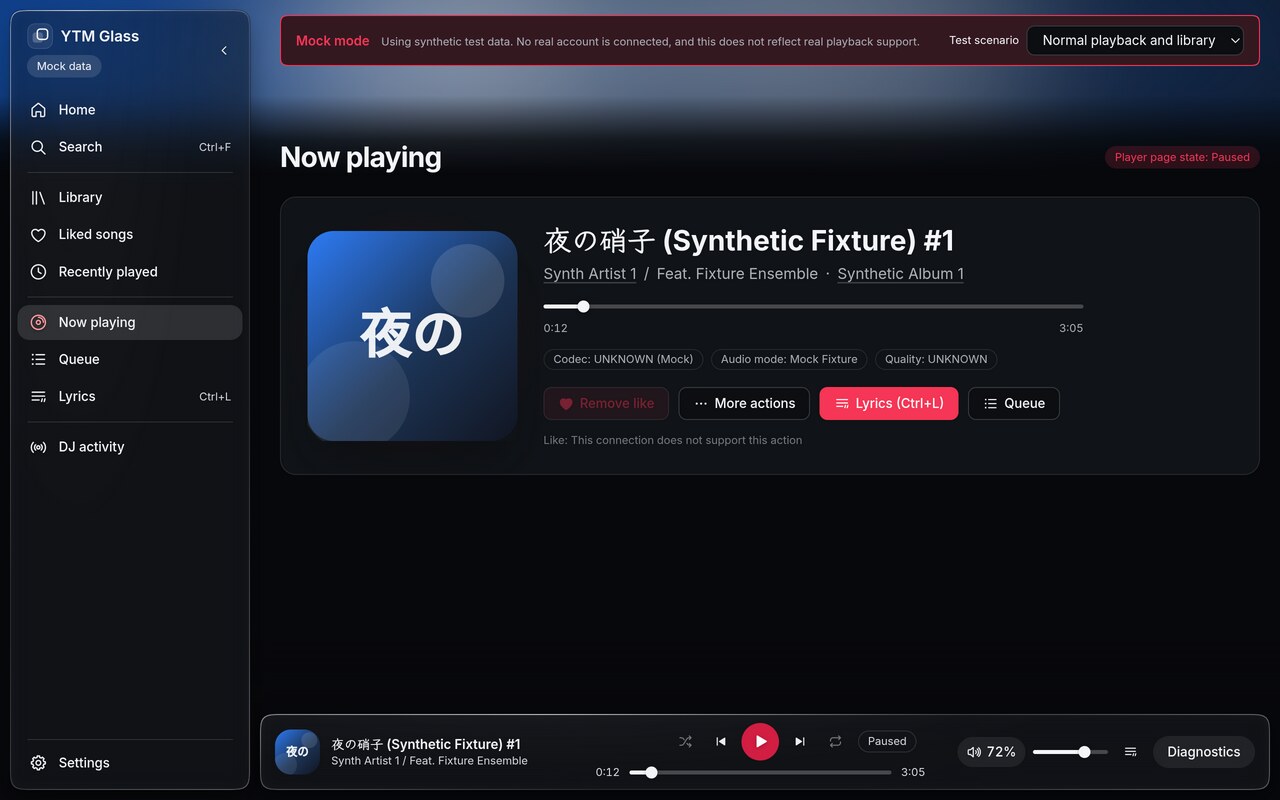 YTM Glass
Mock data
Home
Search Ctrl+F
Library
Liked songs
Recently played
Now playing
Queue
Lyrics Ctrl+L
DJ activity
Settings
Mock mode Using synthetic test data. No real account is connected, and this does not reflect real playback support. Test scenario Normal playback and library
Now playing Player page state: Paused
夜の
夜の硝子 (Synthetic Fixture) #1
Synth Artist 1 / Feat. Fixture Ensemble · Synthetic Album 1
0:12 3:05
Codec: UNKNOWN (Mock) Audio mode: Mock Fixture Quality: UNKNOWN
Remove like More actions Lyrics (Ctrl+L) Queue
Like: This connection does not support this action
夜の
夜の硝子 (Synthetic Fixture) #1
Synth Artist 1 / Feat. Fixture Ensemble
Paused
0:12 3:05
72%
Diagnostics